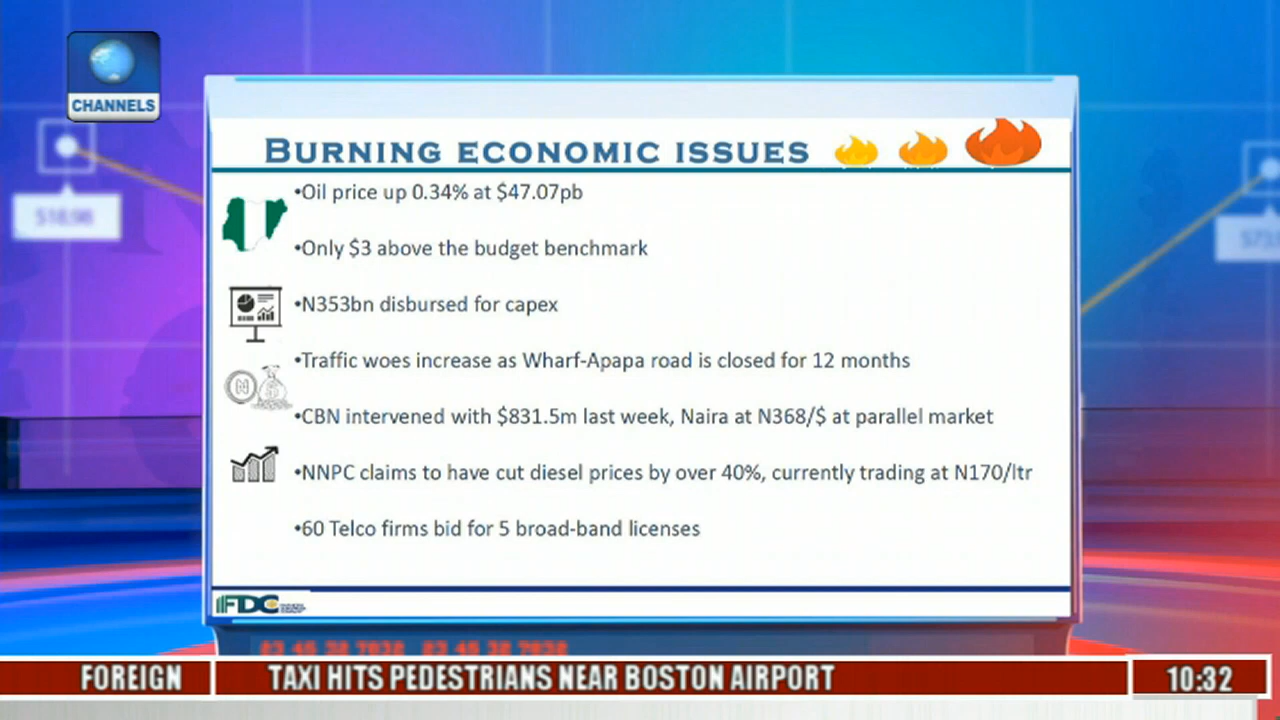 CHANNELS
BURNING ECONOMIC ISSUES
•Oil price up 0.34% at $47.07pb
•Only $3 above the budget benchmark
•N353bn disbursed for capex
•Traffic woes increase as Wharf-Apapa road is closed for 12 months
•CBN intervened with $831.5m last week, Naira at N368/$ at parallel market
•NNPC claims to have cut diesel prices by over 40%, currently trading at N170/ltr
•60 Telco firms bid for 5 broad-band licenses
FDC
FOREIGN
TAXI HITS PEDESTRIANS NEAR BOSTON AIRPORT
10:32